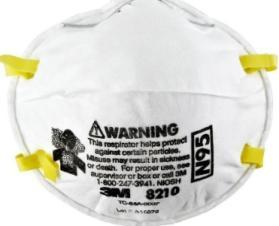 WARNING
This respirator helps protect
against certain particles.
Misuse may result in sickness
or death. For proper use, see
supervisor or box or call 3M
1-800-247-3941. NIOSH
3M 8210
N95